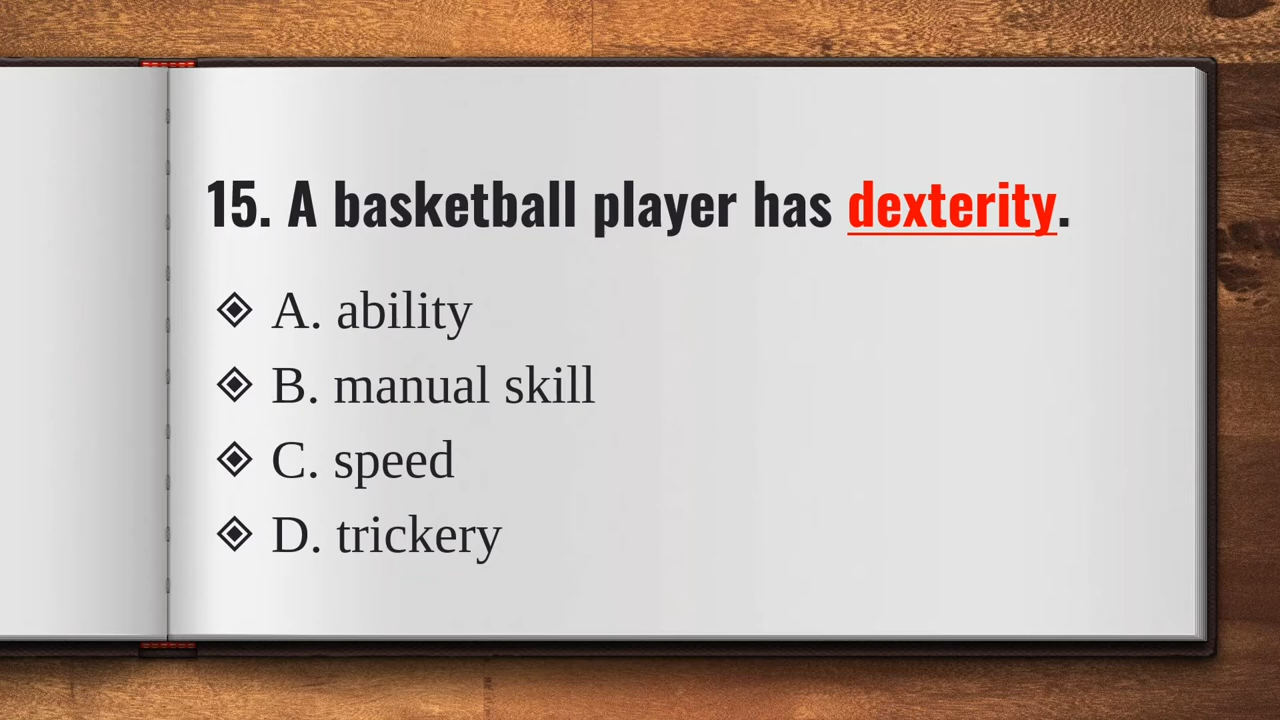 15. A basketball player has dexterity.
A. ability
B. manual skill
C. speed
D. trickery